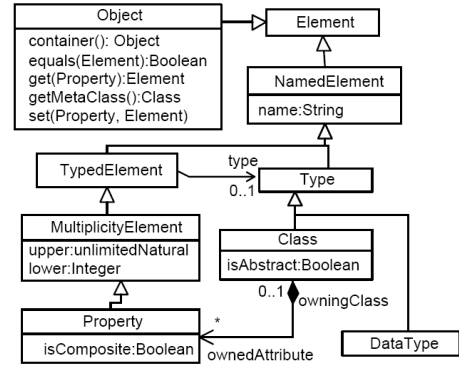 Object
Element
container(): Object
equals(Element):Boolean
get(Property):Element
getMetaClass():Class
set(Property, Element)
NamedElement
name:String
TypedElement
type
0..1
Type
MultiplicityElement
upper:unlimitedNatural
lower:Integer
Class
isAbstract:Boolean
0..1
owningClass
Property
isComposite:Boolean
*
ownedAttribute
DataType